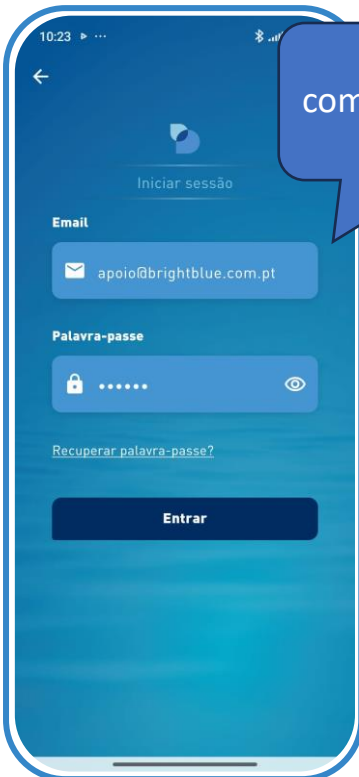 10:23
com
Iniciar sessão
Email
apoio@brightblue.com.pt
Palavra-passe
••••••
Recuperar palavra-passe?
Entrar